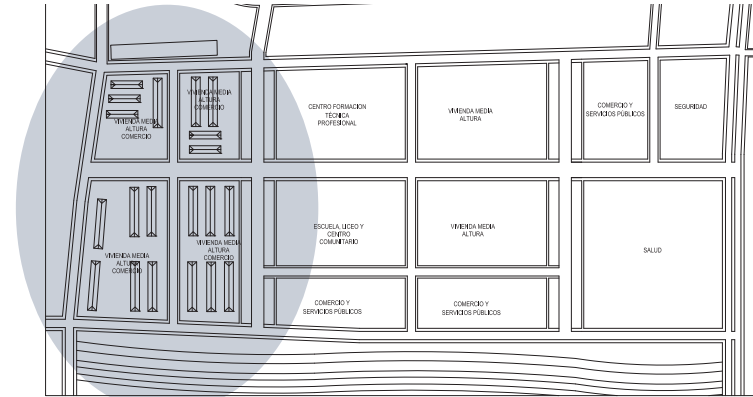 VIVIENDA MEDIA
ALTURA
COMERCIO
VIVIENDA MEDIA
ALTURA
COMERCIO
CENTRO FORMACION
TÉCNICA
PROFESIONAL
VIVIENDA MEDIA
ALTURA
COMERCIO Y
SERVICIOS PÚBLICOS
SEGURIDAD
VIVIENDA MEDIA
ALTURA
COMERCIO
VIVIENDA MEDIA
ALTURA
COMERCIO
ESCUELA, LICEO Y
CENTRO
COMUNITARIO
VIVIENDA MEDIA
ALTURA
SALUD
COMERCIO Y
SERVICIOS PÚBLICOS
COMERCIO Y
SERVICIOS PÚBLICOS